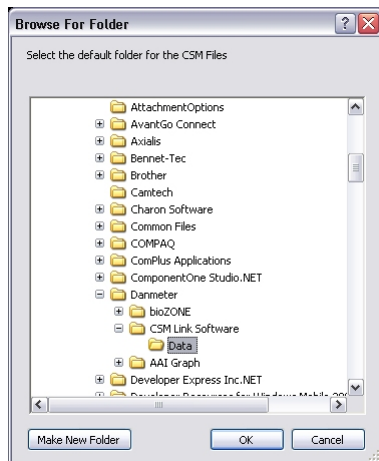 Browse For Folder
Select the default folder for the CSM Files
AttachmentOptions
AvantGo Connect
Axialis
Bennet-Tec
Brother
Camtech
Charon Software
Common Files
COMPAQ
ComPlus Applications
ComponentOne Studio.NET
Danmeter
bioZONE
CSM Link Software
Data
AAI Graph
Developer Express Inc.NET
Make New Folder
OK
Cancel